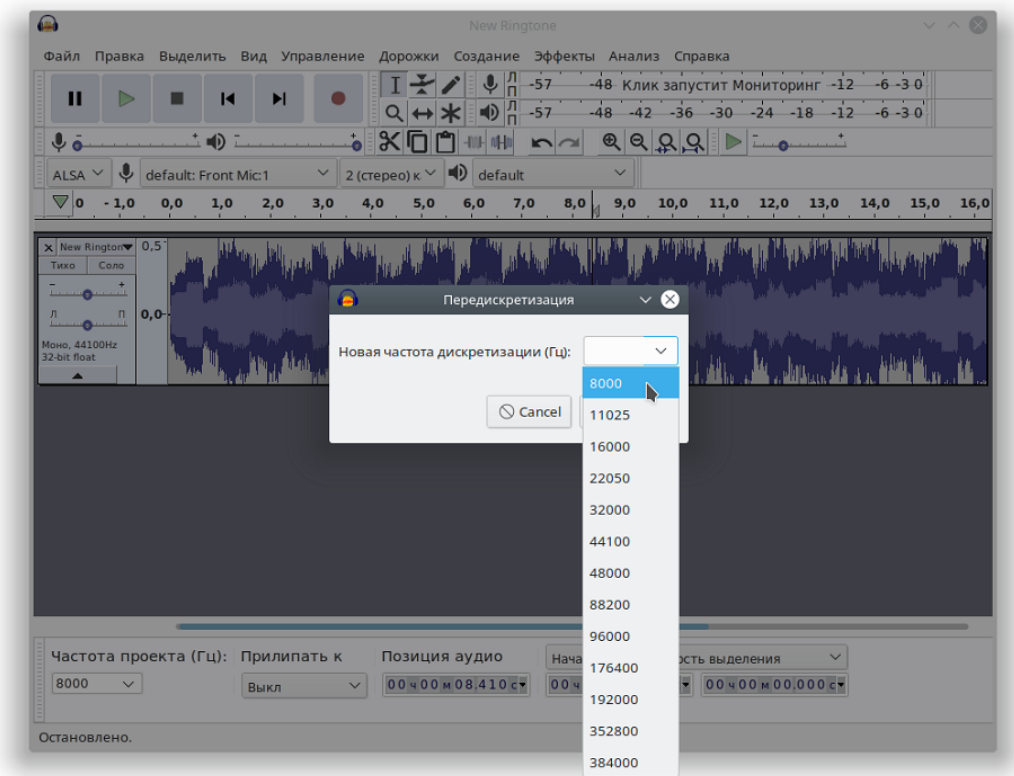 New Ringtone
Файл Правка Выделить Вид Управление Дорожки Создание Эффекты Анализ Справка
Л П -57 -48 Клик запустит Мониторинг -12 -6 -3 0
Л П -57 -48 -42 -36 -30 -24 -18 -12 -6 -3 0
- + - +
ALSA default: Front Mic:1 2 (стерео) к default
0 - 1,0 0,0 1,0 2,0 3,0 4,0 5,0 6,0 7,0 8,0 9,0 10,0 11,0 12,0 13,0 14,0 15,0 16,0
New Rington 0,5
Тихо Соло
- +
Л П 0,0
Моно, 44100Hz
32-bit float
Передискретизация
Новая частота дискретизации (Гц):
Cancel
8000
11025
16000
22050
32000
44100
48000
88200
96000
176400
192000
352800
384000
Частота проекта (Гц): Прилипать к Позиция аудио Нача ость выделения
8000 Выкл 00 ч 00 м 08.410 с 00 ч 00 ч 00 м 00.000 с
Остановлено.